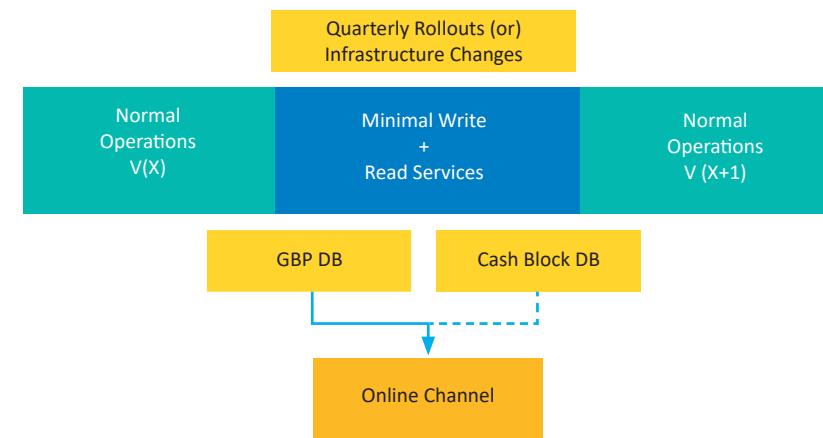 Quarterly Rollouts (or)
Infrastructure Changes
Normal
Operations
V(X)
Minimal Write
+
Read Services
Normal
Operations
V (X+1)
GBP DB
Cash Block DB
Online Channel